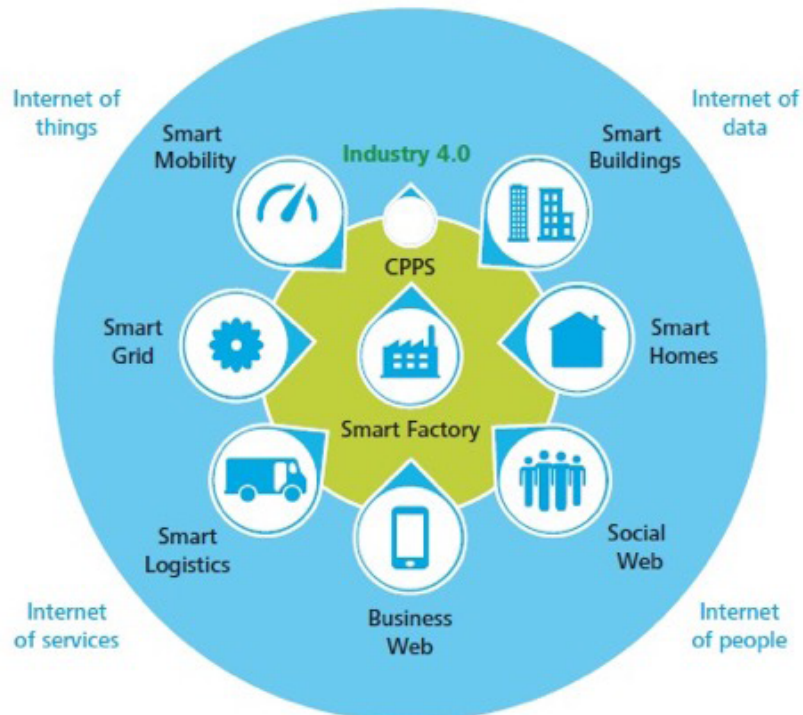 Internet of
things
Internet of
data
Smart
Mobility
Industry 4.0
Smart
Buildings
CPPS
Smart
Grid
Smart
Homes
Smart Factory
Smart
Logistics
Social
Web
Business
Web
Internet
of services
Internet
of people